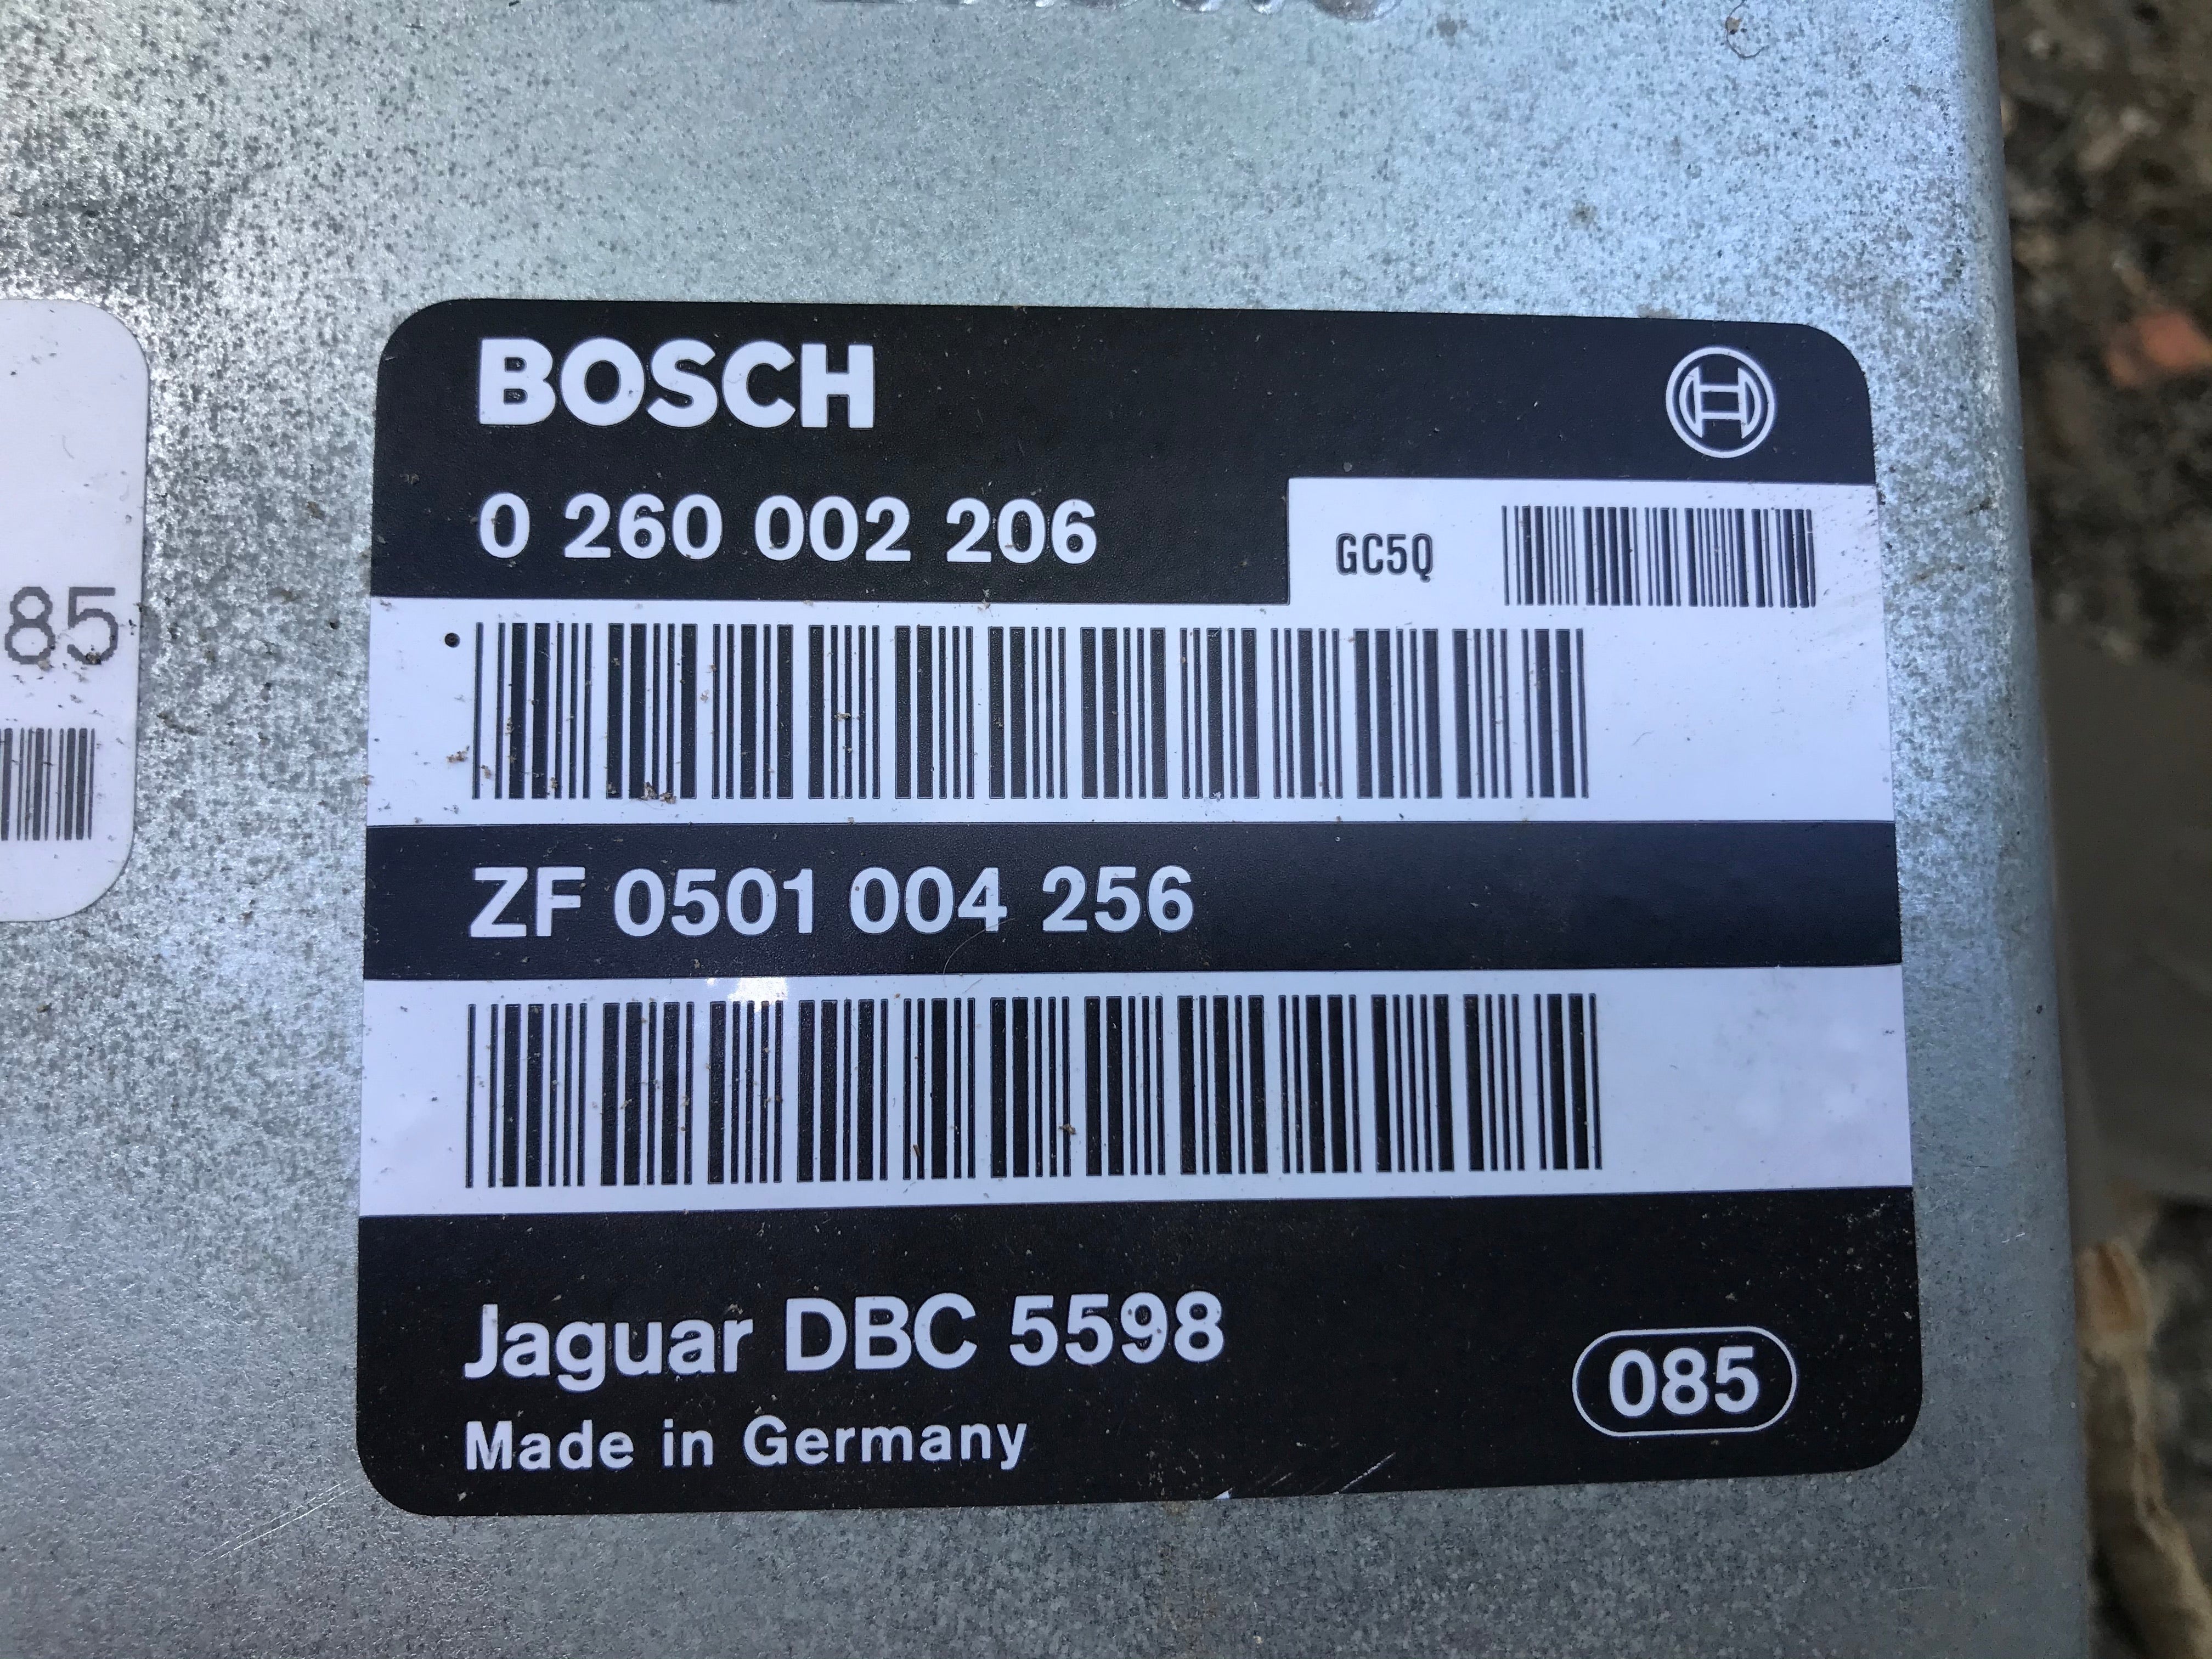 BOSCH
0 260 002 206
GC5Q
85
ZF 0501 004 256
Jaguar DBC 5598
085
Made in Germany